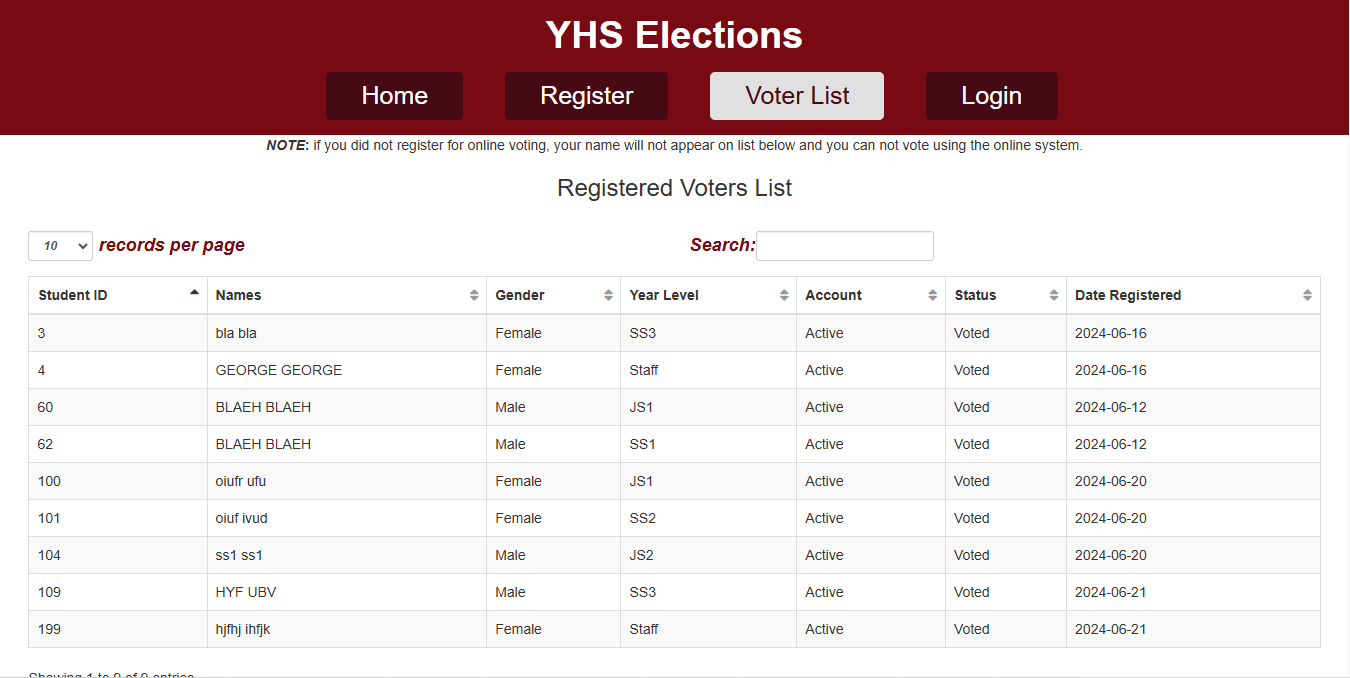 YHS Elections
Home Register Voter List Login
NOTE: if you did not register for online voting, your name will not appear on list below and you can not vote using the online system.
Registered Voters List
10 records per page Search:
Student ID Names Gender Year Level Account Status Date Registered
3 bla bla Female SS3 Active Voted 2024-06-16
4 GEORGE GEORGE Female Staff Active Voted 2024-06-16
60 BLAEH BLAEH Male JS1 Active Voted 2024-06-12
62 BLAEH BLAEH Male SS1 Active Voted 2024-06-12
100 oiufr ufu Female JS1 Active Voted 2024-06-20
101 oiuf ivud Female SS2 Active Voted 2024-06-20
104 ss1 ss1 Male JS2 Active Voted 2024-06-20
109 HYF UBV Male SS3 Active Voted 2024-06-21
199 hjfhj ihfjk Female Staff Active Voted 2024-06-21
Showing 1 to 9 of 9 entries